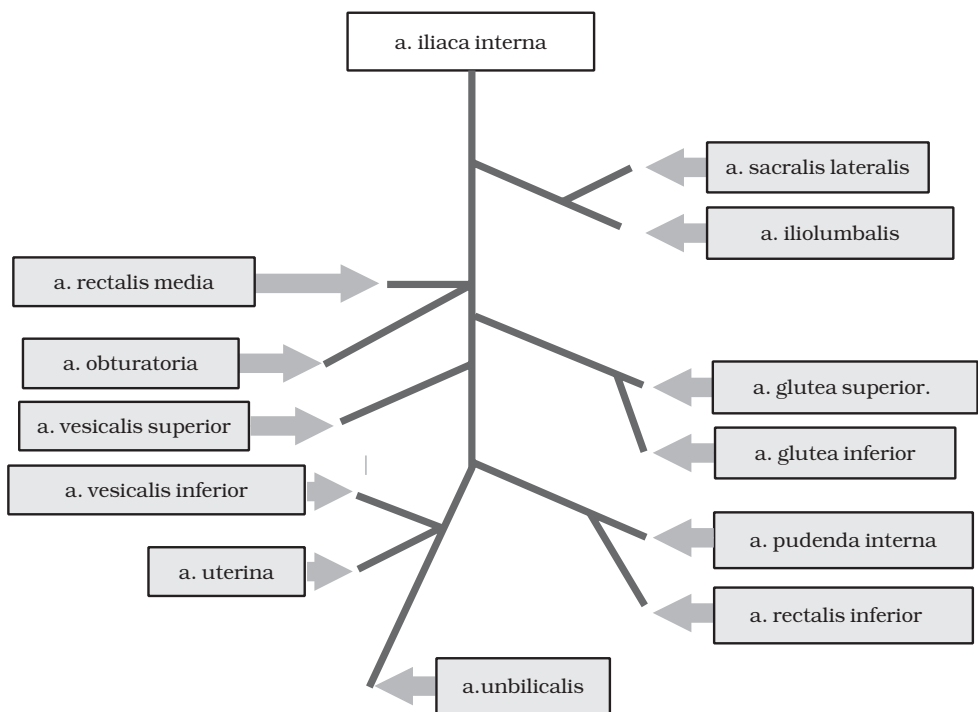 a. iliaca interna
a. sacralis lateralis
a. iliolumbalis
a. rectalis media
a. obturatoria
a. glutea superior.
a. vesicalis superior
a. glutea inferior
a. vesicalis inferior
a. pudenda interna
a. uterina
a. rectalis inferior
a.unbilicalis